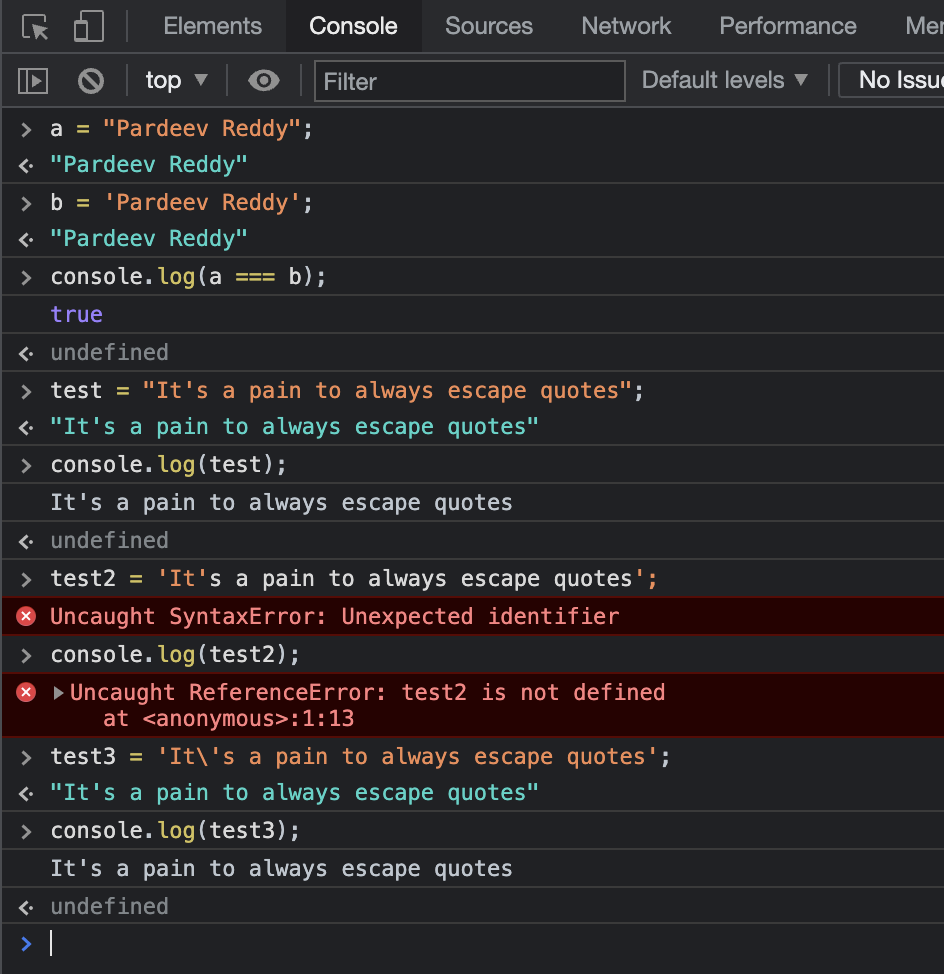 Elements Console Sources Network Performance Mer
top ▼ Filter Default levels ▼ No Issue
> a = "Pardeev Reddy";
<· "Pardeev Reddy"
> b = 'Pardeev Reddy';
<· "Pardeev Reddy"
> console.log(a === b);
true
<· undefined
> test = "It's a pain to always escape quotes";
<· "It's a pain to always escape quotes"
> console.log(test);
It's a pain to always escape quotes
<· undefined
> test2 = 'It's a pain to always escape quotes';
Uncaught SyntaxError: Unexpected identifier
> console.log(test2);
▶Uncaught ReferenceError: test2 is not defined
at <anonymous>:1:13
> test3 = 'It\'s a pain to always escape quotes';
<· "It's a pain to always escape quotes"
> console.log(test3);
It's a pain to always escape quotes
<· undefined
>